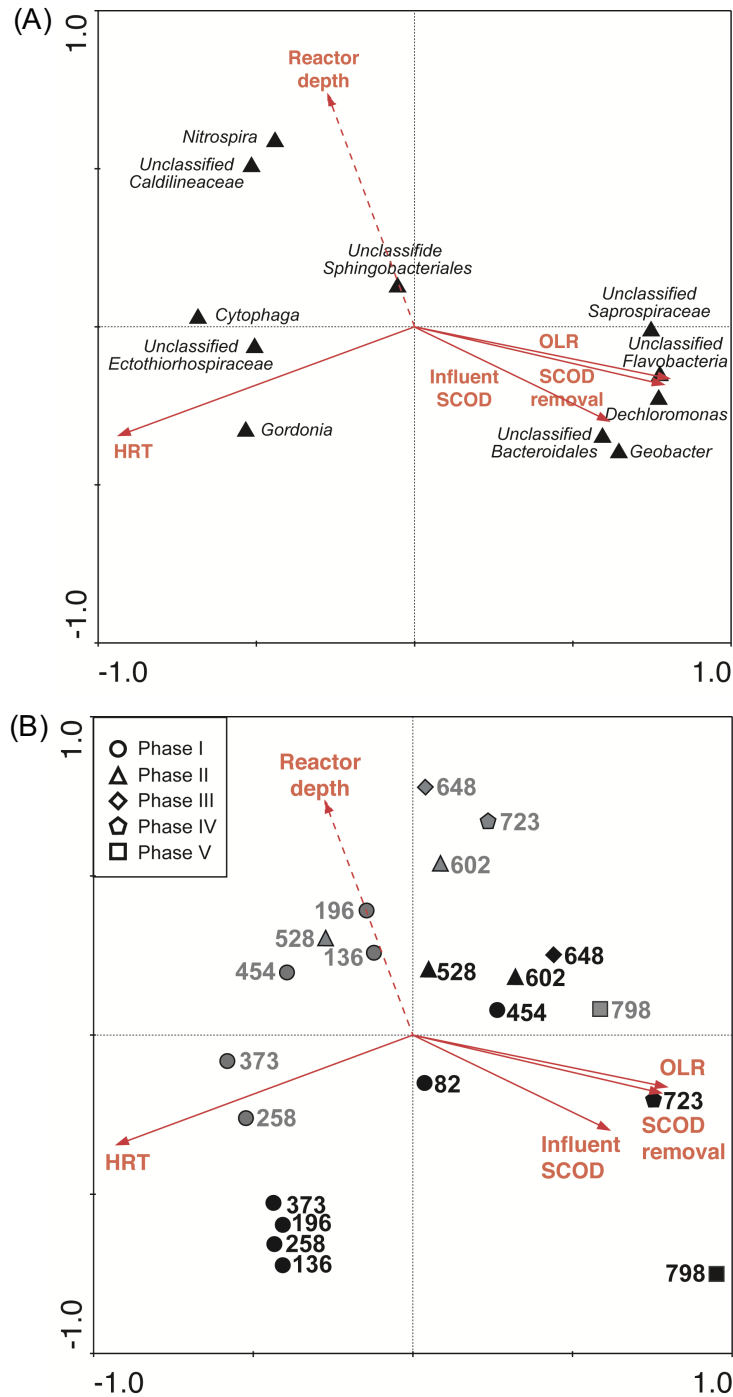 (A)
1.0
Reactor
depth
Nitrospira
Unclassified
Caldilineaceae
Unclasifide
Sphingobacteriales
Unclassified
Saprospiraceae
Cytophaga
OLR
Unclassified
Flavobacteria
Unclassified
Ectothiorhospiraceae
Influent
SCOD
SCOD
removal
Dechloromonas
Gordonia
HRT
Unclassified
Bacteroidales
Geobacter
-1.0
-1.0
1.0
(B)
1.0
Phase I
Phase II
Phase III
Phase IV
Phase V
Reactor
depth
648
723
602
196
528
136
454
528
648
602
454
798
373
82
OLR
723
258
SCOD
removal
Influent
SCOD
HRT
373
196
258
136
798
-1.0
-1.0
1.0